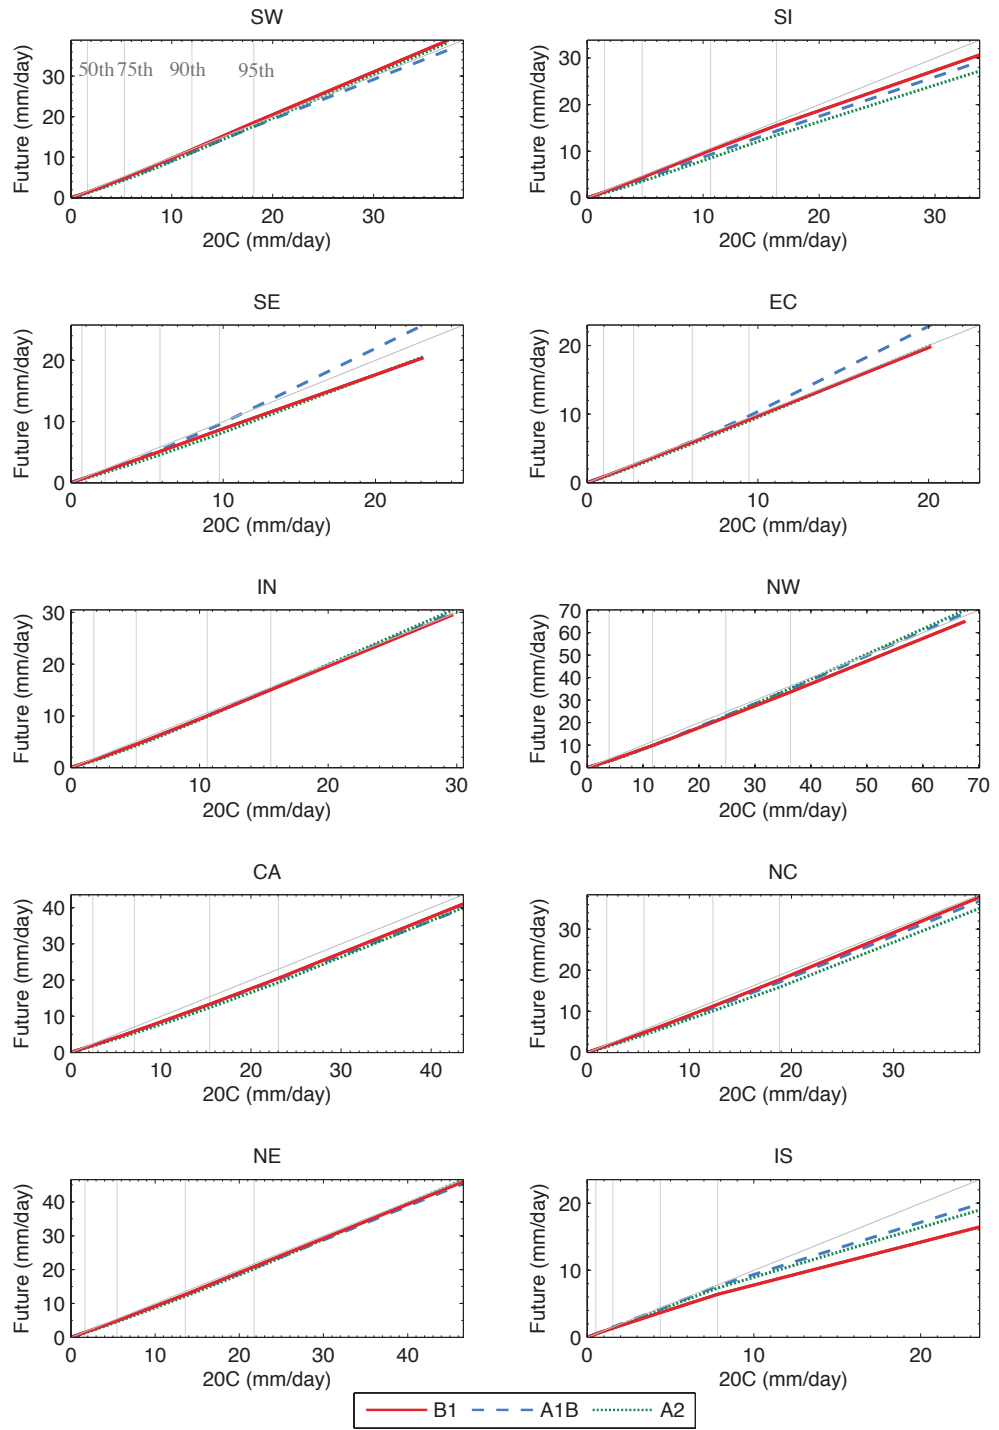 SW
Future (mm/day)
30
20
10
0
50th 75th 90th 95th
0 10 20 30
20C (mm/day)
SI
Future (mm/day)
30
20
10
0
0 10 20 30
20C (mm/day)
SE
Future (mm/day)
20
10
0
0 10 20
20C (mm/day)
EC
Future (mm/day)
20
10
0
0 10 20
20C (mm/day)
IN
Future (mm/day)
30
20
10
0
0 10 20 30
20C (mm/day)
NW
Future (mm/day)
70
60
50
40
30
20
10
0
0 10 20 30 40 50 60 70
20C (mm/day)
CA
Future (mm/day)
40
30
20
10
0
0 10 20 30 40
20C (mm/day)
NC
Future (mm/day)
30
20
10
0
0 10 20 30
20C (mm/day)
NE
Future (mm/day)
40
30
20
10
0
0 10 20 30 40
20C (mm/day)
IS
Future (mm/day)
20
10
0
0 10 20
20C (mm/day)
B1 A1B A2